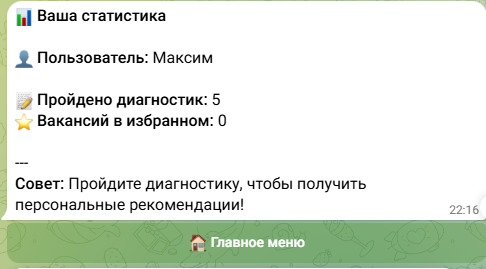 📊 Ваша статистика
👤 Пользователь: Максим
📝 Пройдено диагностик: 5
⭐ Вакансий в избранном: 0
---
Совет: Пройдите диагностику, чтобы получить
персональные рекомендации!
22:16
🏠 Главное меню